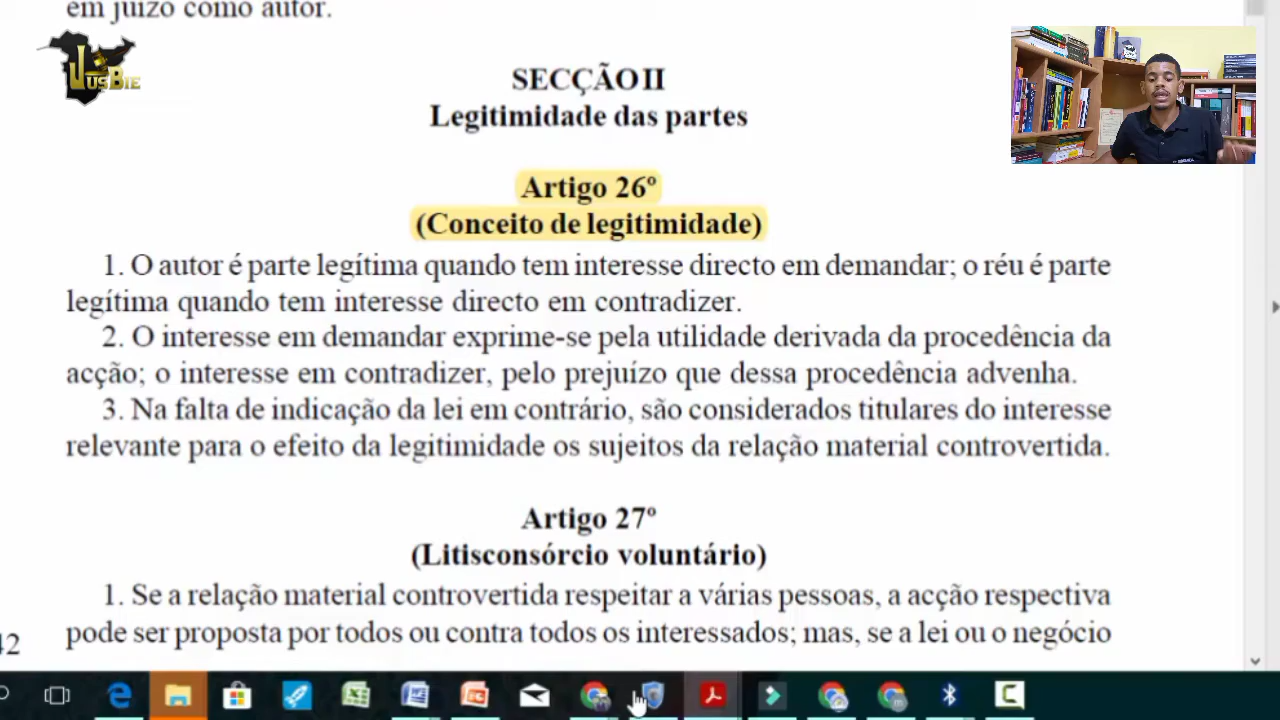 em juízo como autor.
JUSBIE
SECÇÃO II
Legitimidade das partes
Artigo 26º
(Conceito de legitimidade)
1. O autor é parte legítima quando tem interesse directo em demandar; o réu é parte
legítima quando tem interesse directo em contradizer.
2. O interesse em demandar exprime-se pela utilidade derivada da procedência da
acção; o interesse em contradizer, pelo prejuízo que dessa procedência advenha.
3. Na falta de indicação da lei em contrário, são considerados titulares do interesse
relevante para o efeito da legitimidade os sujeitos da relação material controvertida.
Artigo 27º
(Litisconsórcio voluntário)
1. Se a relação material controvertida respeitar a várias pessoas, a acção respectiva
pode ser proposta por todos ou contra todos os interessados; mas, se a lei ou o negócio
42